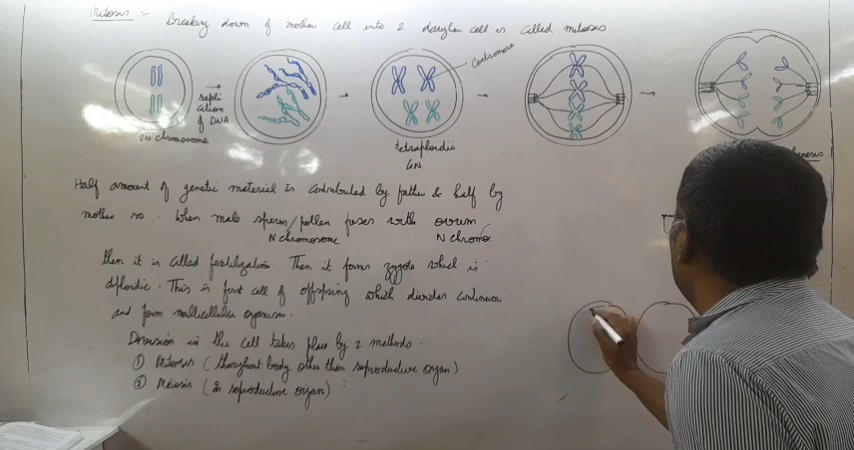 Mitosis :- Breaking down of mother cell into 2 daughter cell is called mitosis
centromere
repli
cation
of DNA
2N chromosome
tetraploidic
4N
Half amount of genetic material is contributed by father & half by
mother so. When male sperm/pollen fuses with ovum
N chromosome N chromo
then it is called fertilization. Then it forms zygote which is
diploidic. This is first cell of offspring which divides continuous
and form multicellular organism.
Division in the cell takes place by 2 methods.
① Mitosis (throughout body other than reproductive organ)
② Meiosis (In reproductive organ)